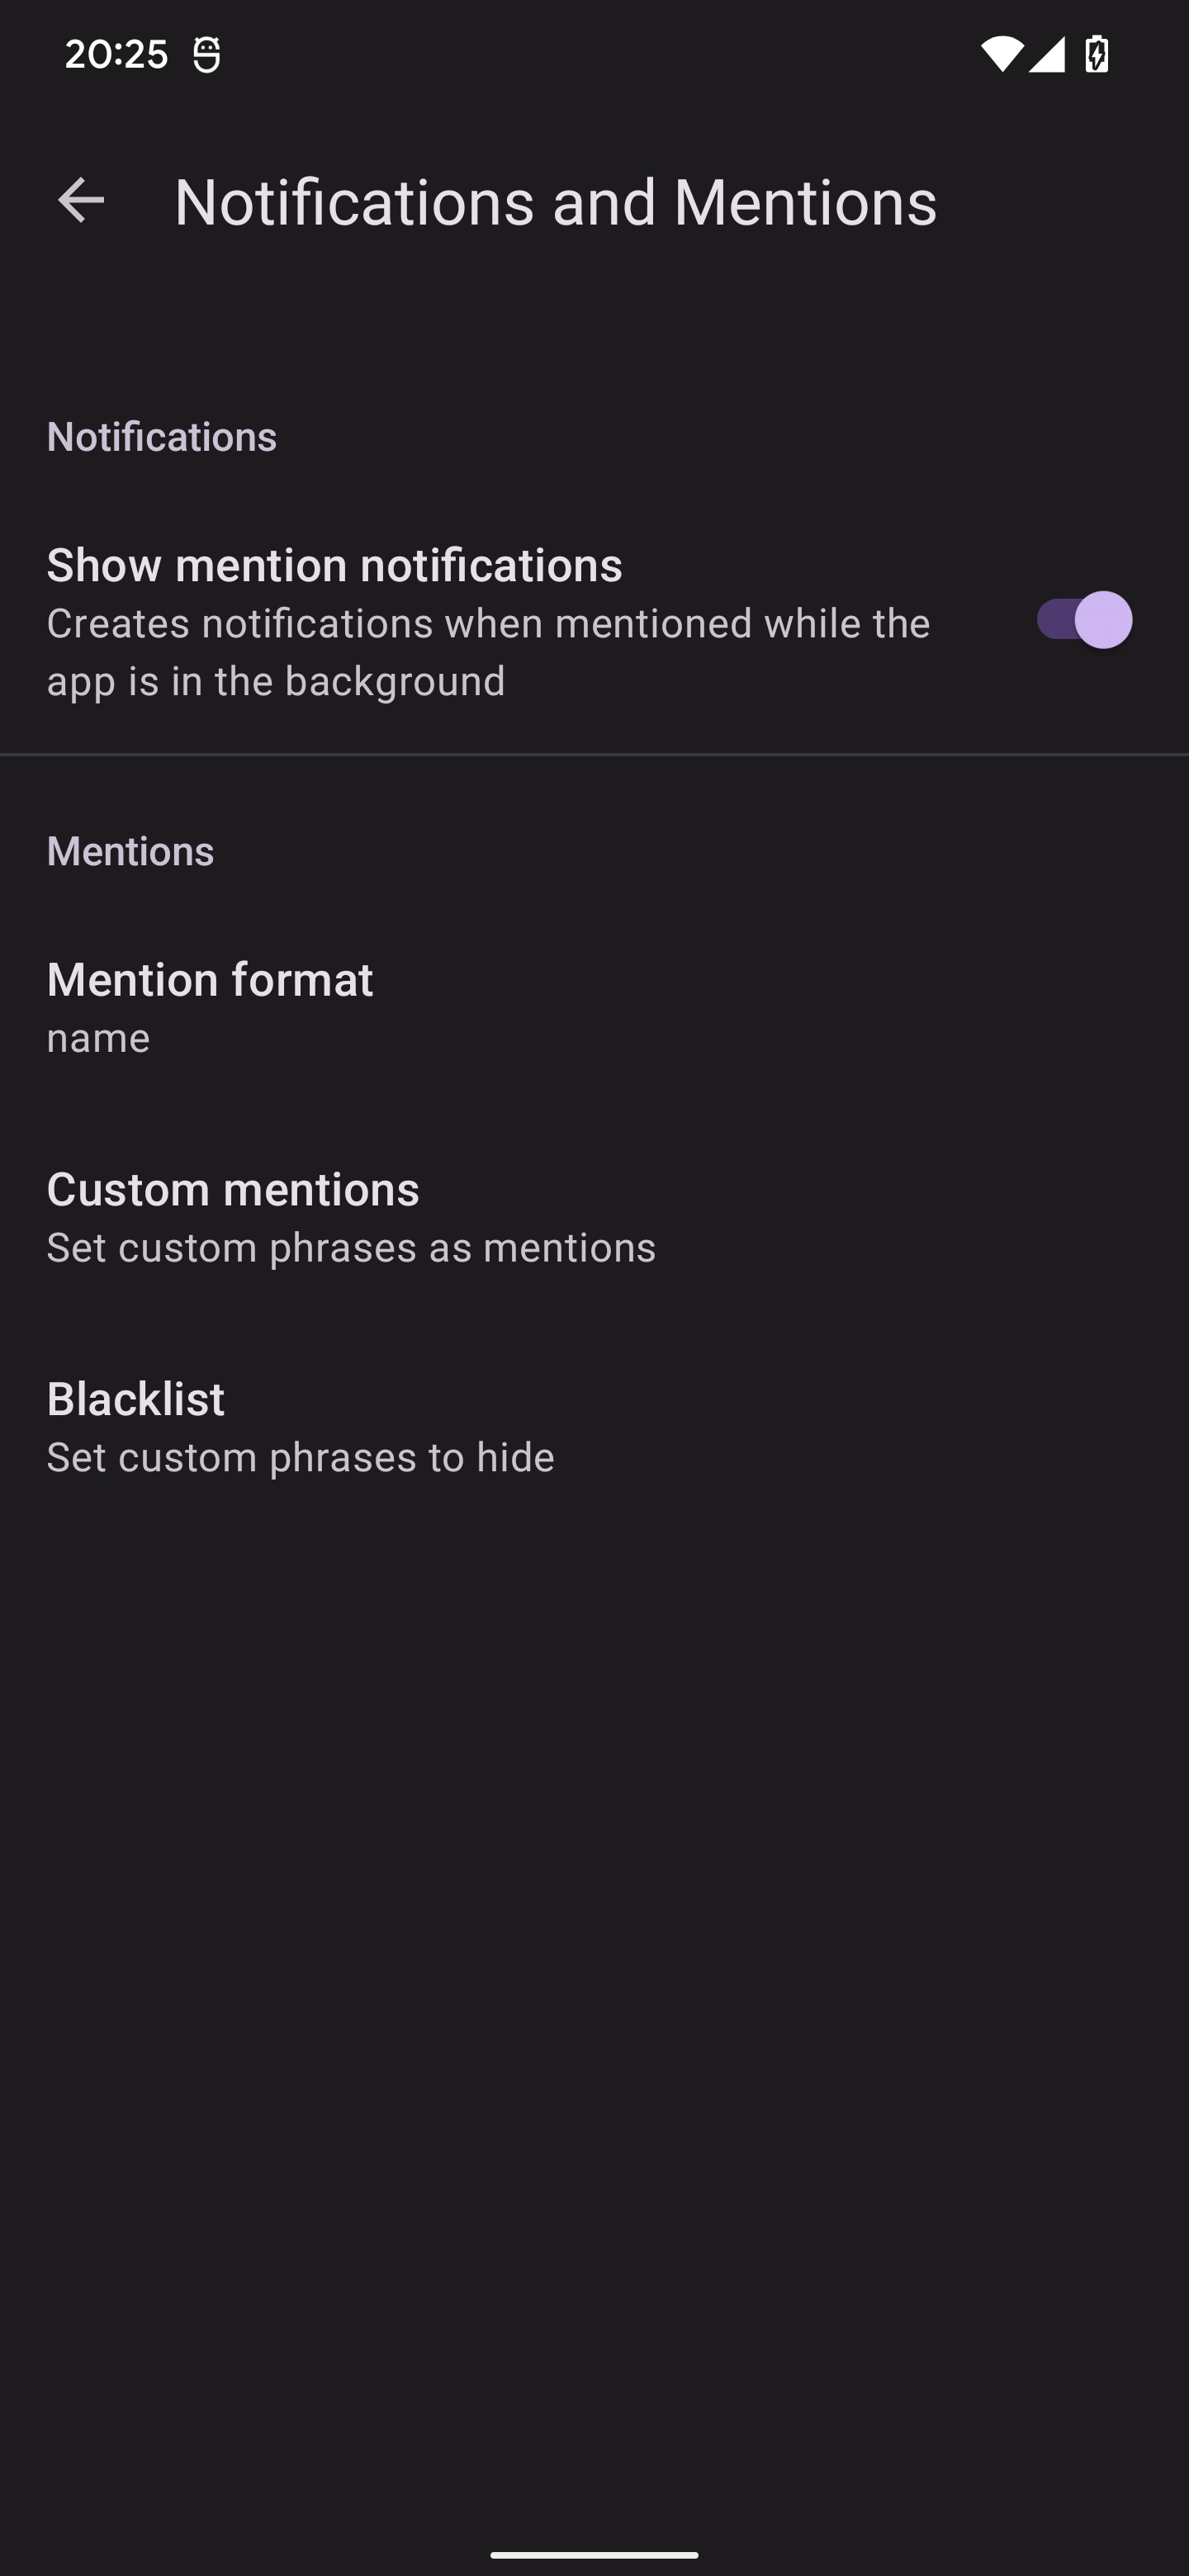 20:25
Notifications and Mentions
Notifications
Show mention notifications
Creates notifications when mentioned while the
app is in the background
Mentions
Mention format
name
Custom mentions
Set custom phrases as mentions
Blacklist
Set custom phrases to hide